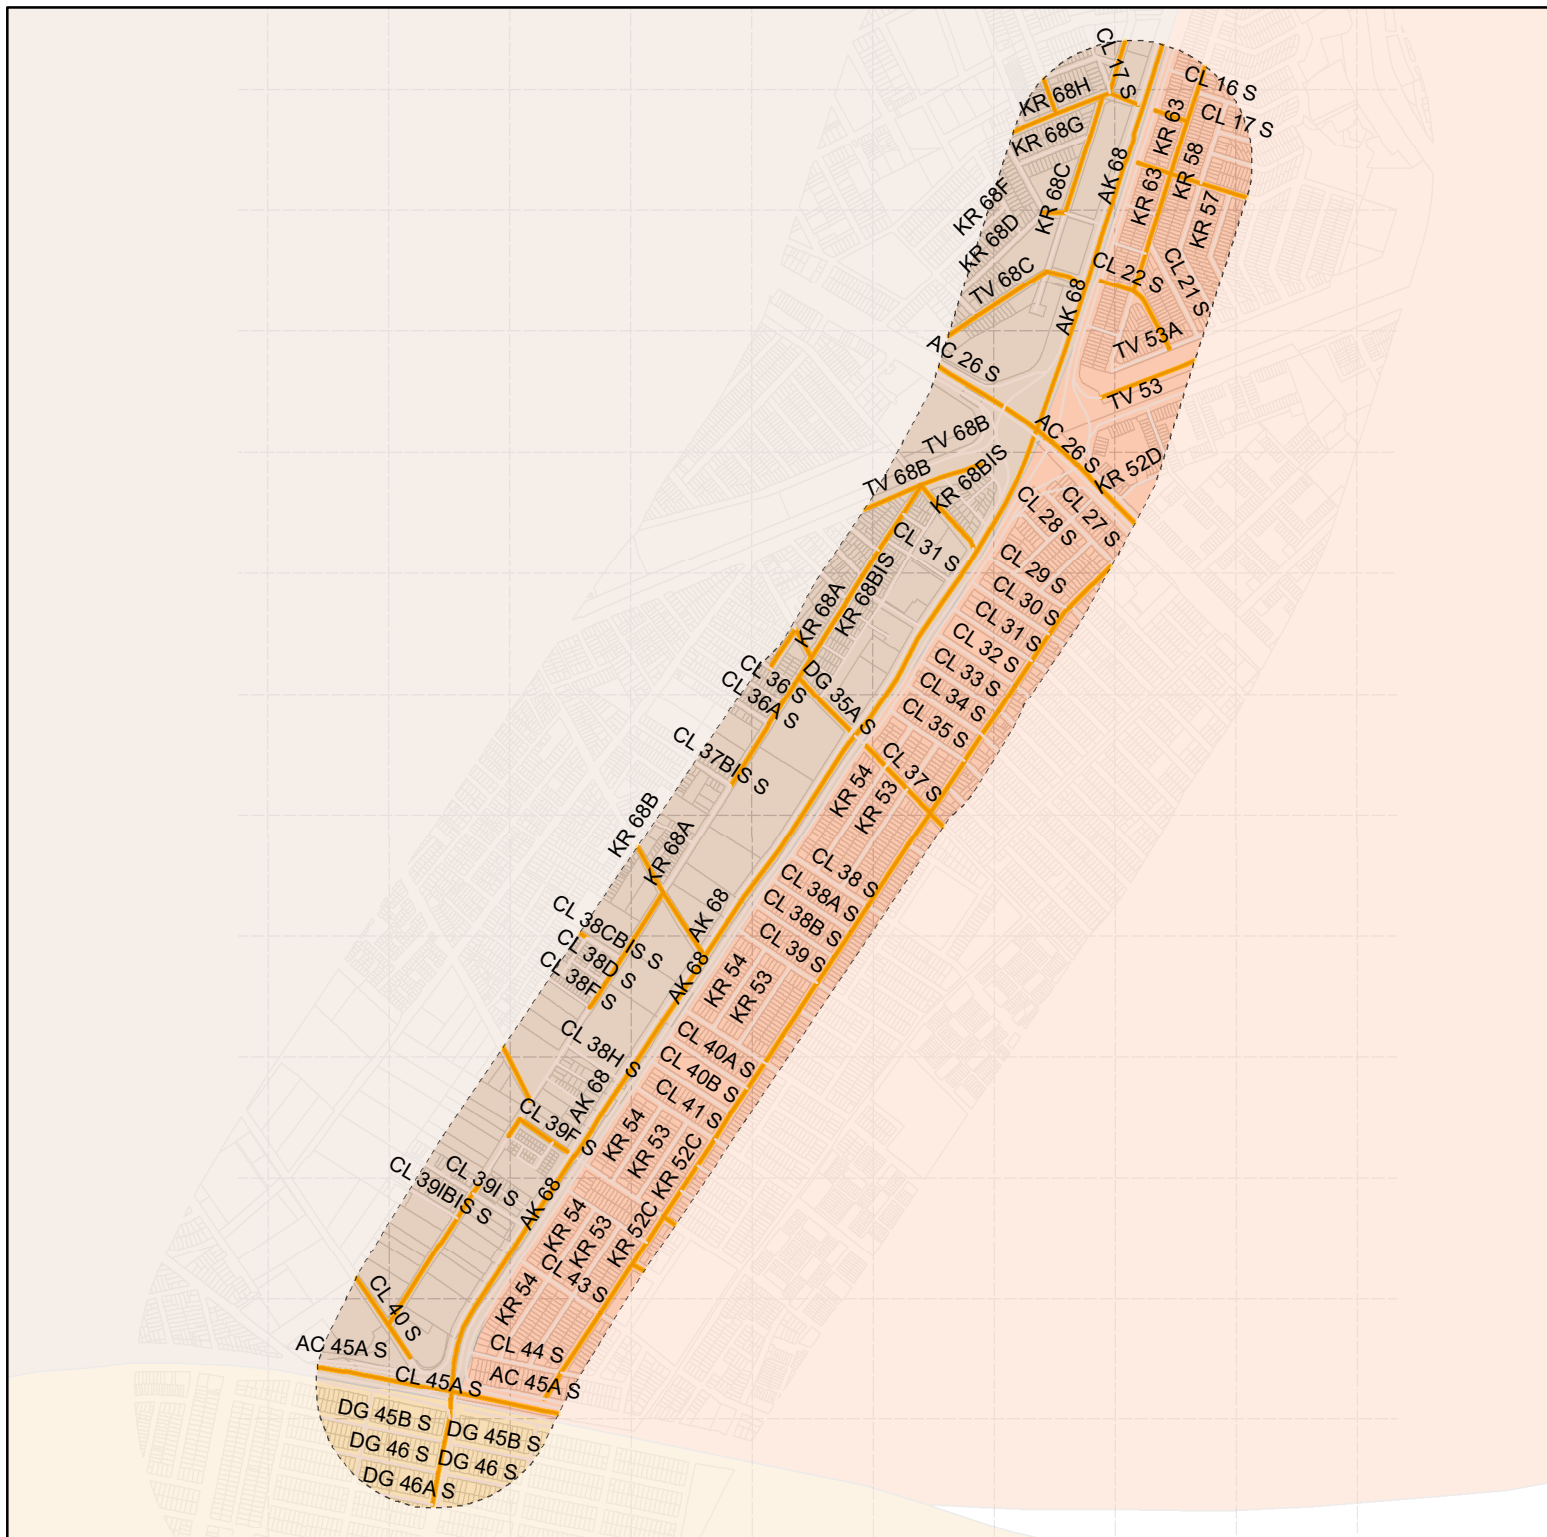 CL 17 S
CL 16 S
KR 68H
CL 17 S
KR 63
KR 68G
KR 58
AK 68
KR 63
KR 68C
KR 68F
KR 57
KR 68D
TV 68C
CL 22 S
CL 21 S
AK 68
TV 53A
AC 26 S
TV 53
TV 68B
AC 26 S
KR 52D
TV 68B
KR 68BIS
CL 27 S
CL 28 S
CL 31 S
CL 29 S
KR 68BIS
KR 68A
CL 30 S
CL 31 S
CL 32 S
CL 33 S
CL 36 S
DG 35A S
CL 34 S
CL 36A S
CL 35 S
CL 37BIS S
CL 37 S
KR 54
KR 53
KR 68B
KR 68A
CL 38 S
CL 38A S
AK 68
CL 38B S
CL 38CBIS S
CL 39 S
CL 38D S
CL 38F S
AK 68
KR 54
KR 53
CL 38H S
CL 40A S
CL 40B S
AK 68
CL 41 S
CL 39F S
KR 54
KR 53
KR 52C
CL 39I S
CL 39IBIS S
AK 68
KR 54
KR 53
KR 52C
CL 43 S
KR 54
CL 40 S
AC 45A S
CL 44 S
CL 45A S
AC 45A S
DG 45B S
DG 45B S
DG 46 S
DG 46 S
DG 46A S